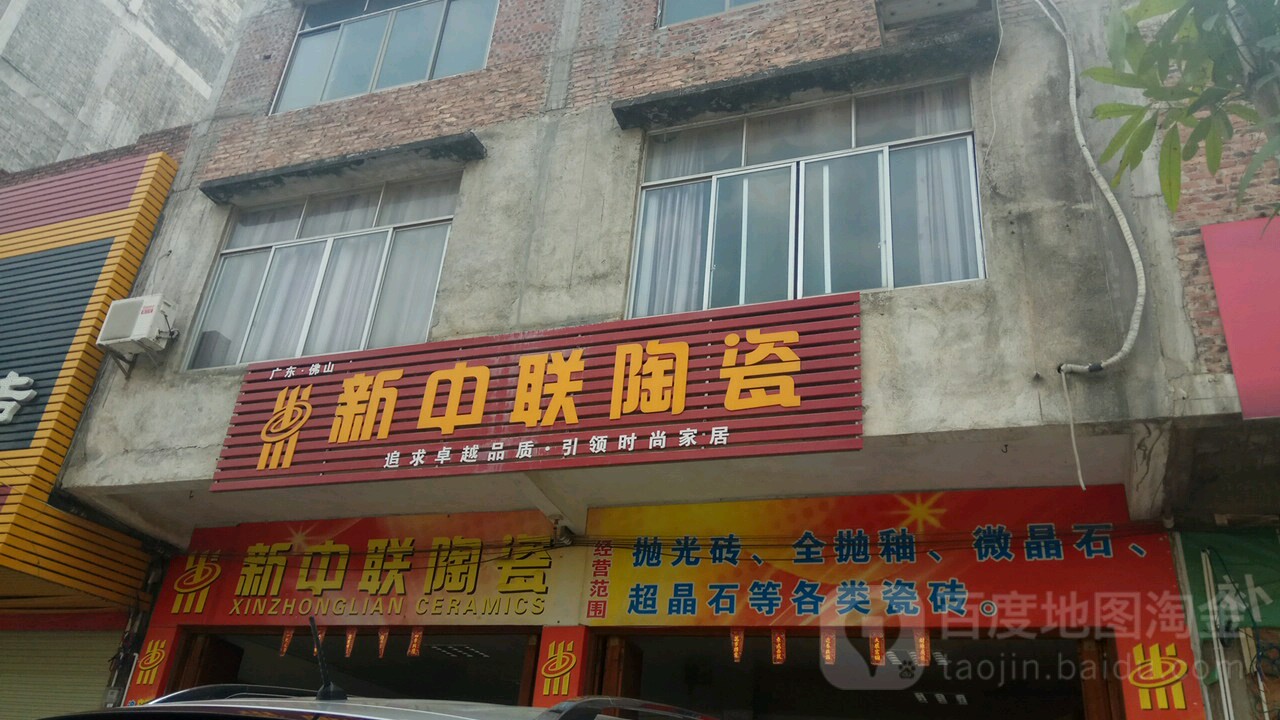 广东·佛山
新中联陶瓷
追求卓越品质·引领时尚家居
新中联陶瓷
XINZHONGLIAN CERAMICS
经营范围
抛光砖、全抛釉、微晶石、
超晶石等各类瓷砖。
告
补
百度地图淘金
taojin.baidu.com